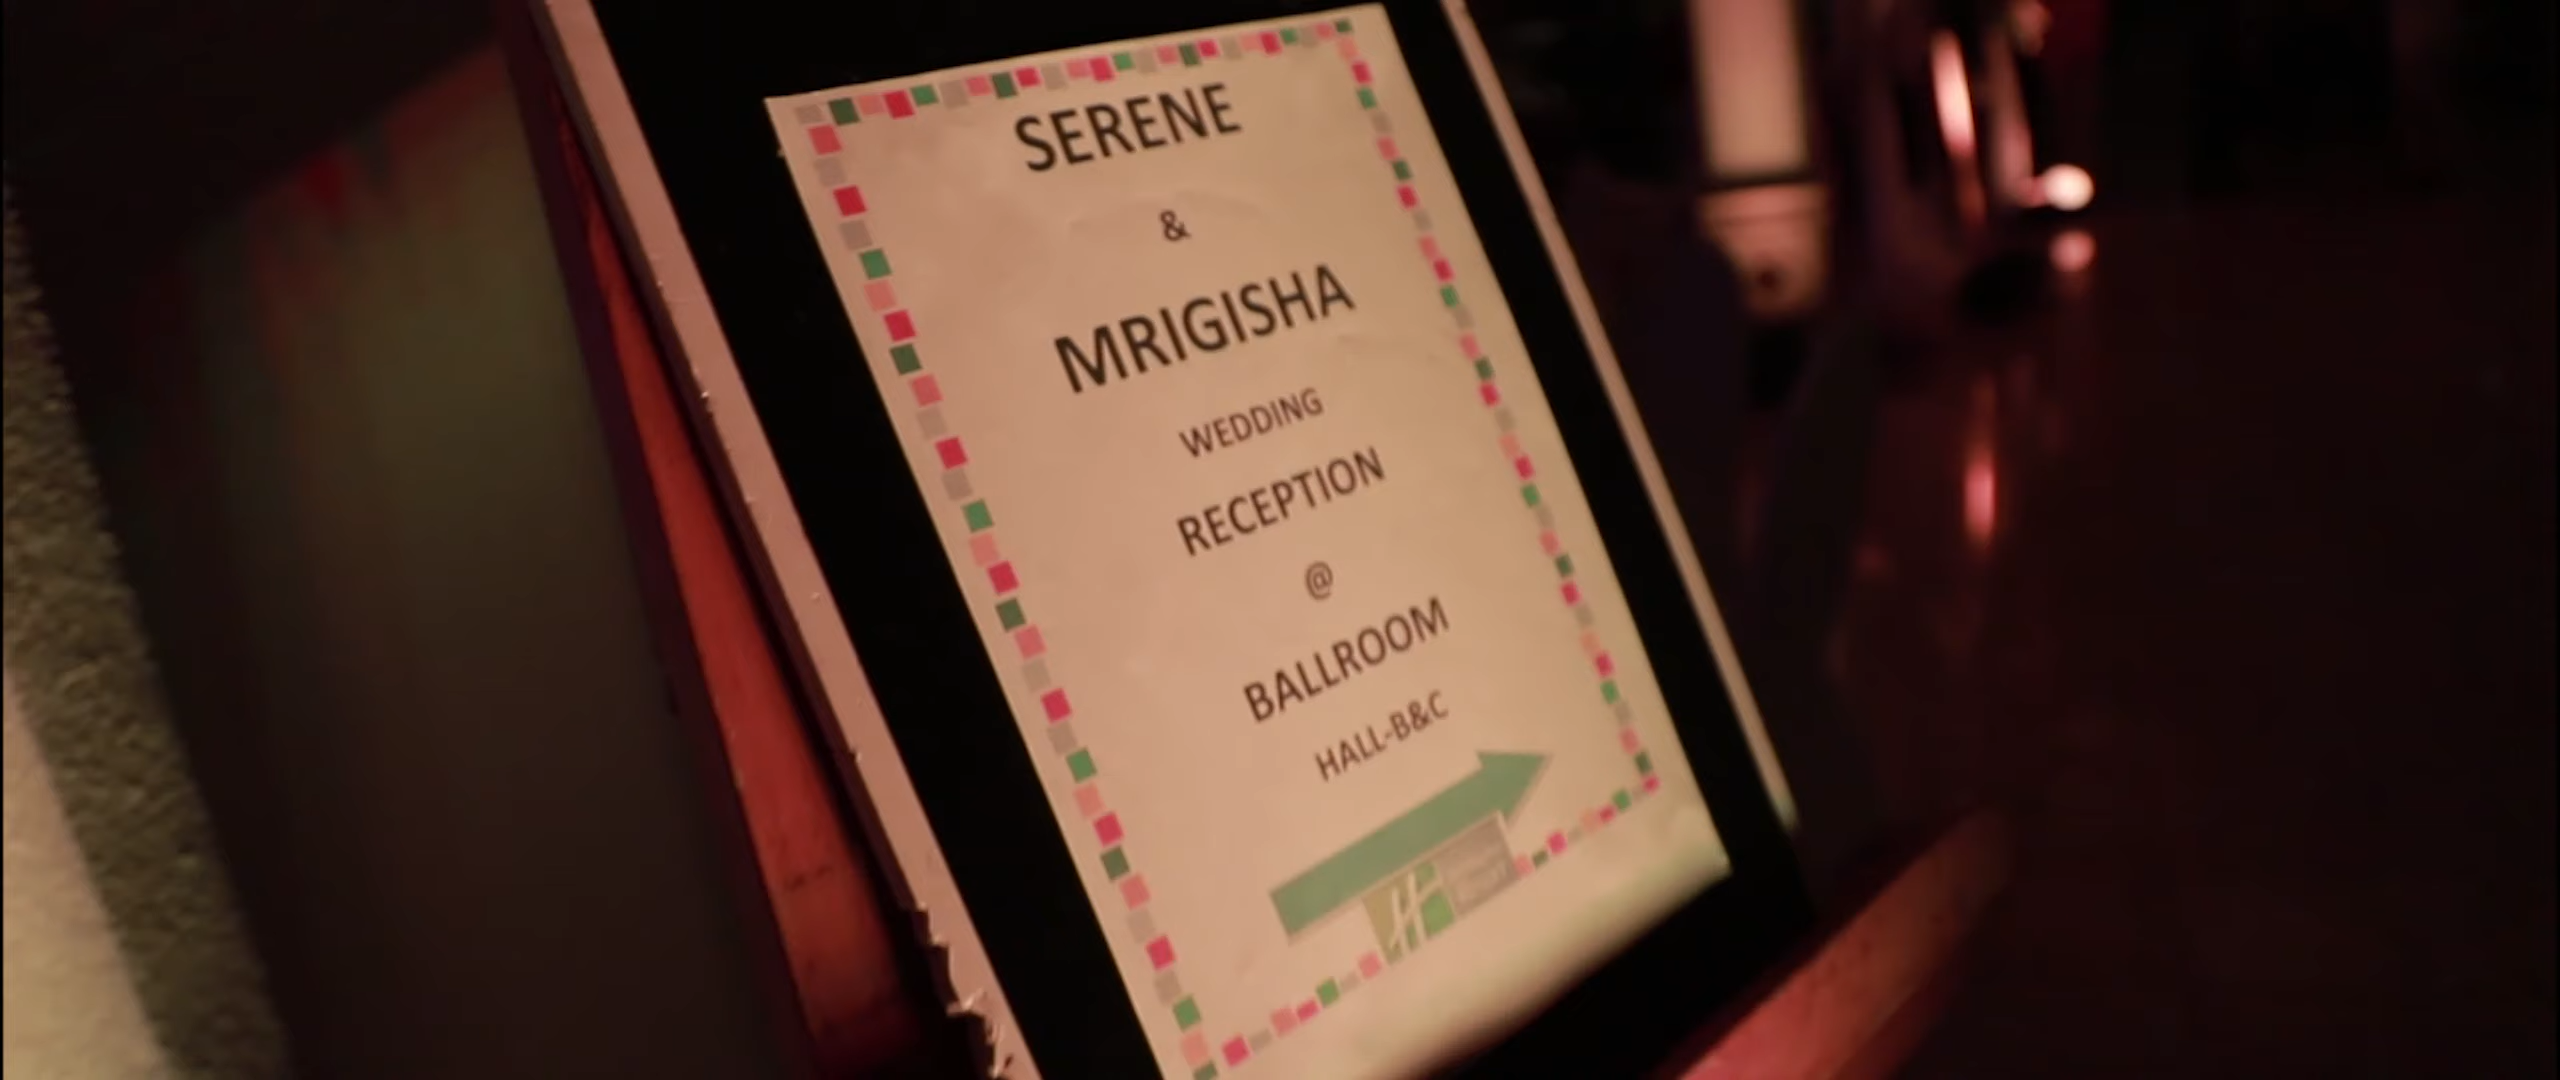 SERENE
&
MRIGISHA
WEDDING
RECEPTION
@
BALLROOM
HALL-B&C
H